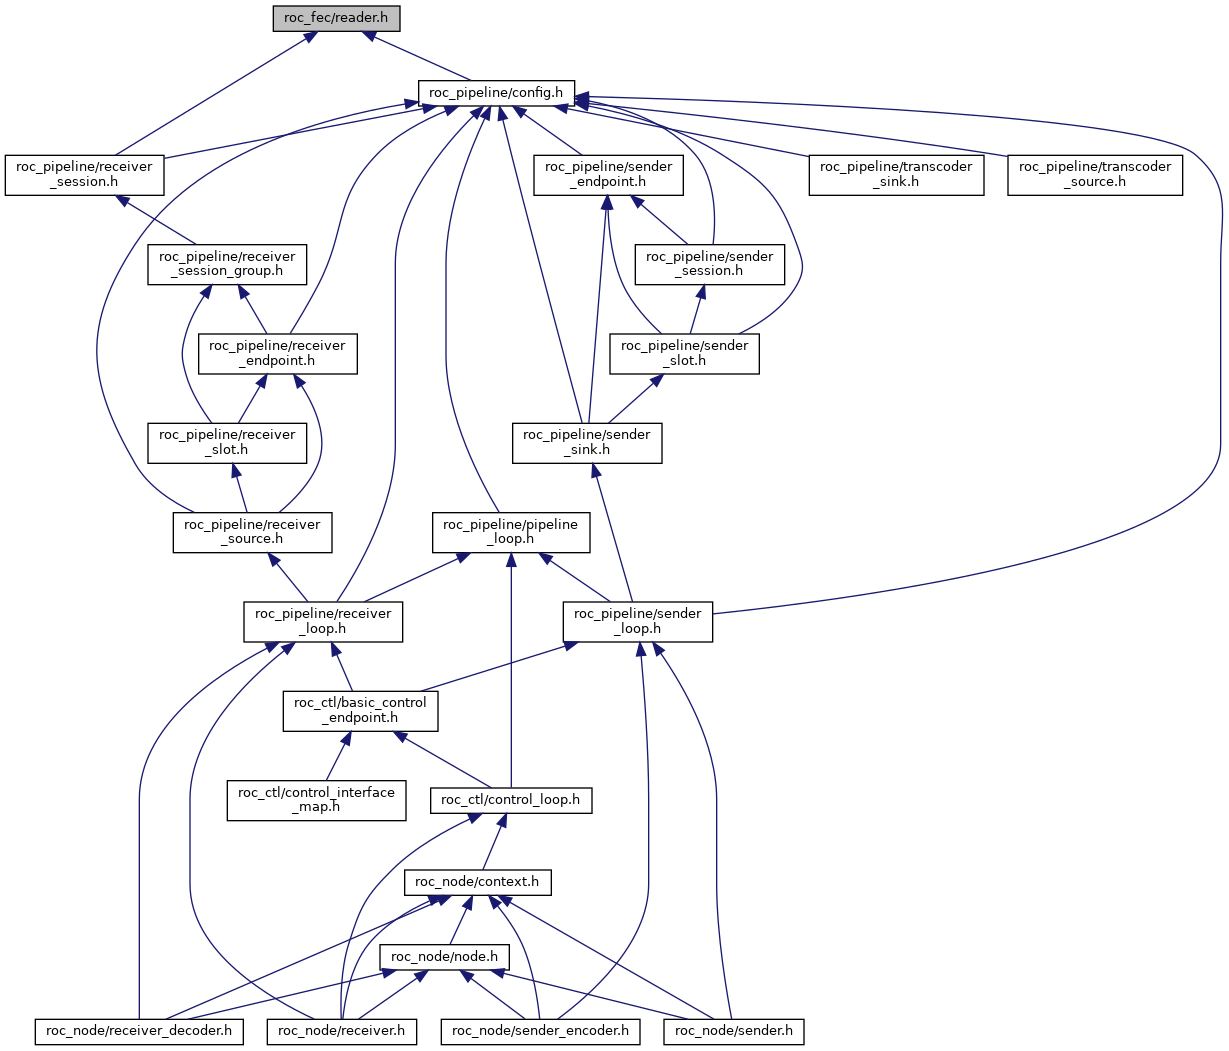 roc_fec/reader.h
roc_pipeline/config.h
roc_pipeline/receiver
_session.h
roc_pipeline/sender
_endpoint.h
roc_pipeline/transcoder
_sink.h
roc_pipeline/transcoder
_source.h
roc_pipeline/receiver
_session_group.h
roc_pipeline/sender
_session.h
roc_pipeline/receiver
_endpoint.h
roc_pipeline/sender
_slot.h
roc_pipeline/receiver
_slot.h
roc_pipeline/sender
_sink.h
roc_pipeline/receiver
_source.h
roc_pipeline/pipeline
_loop.h
roc_pipeline/receiver
_loop.h
roc_pipeline/sender
_loop.h
roc_ctl/basic_control
_endpoint.h
roc_ctl/control_interface
_map.h
roc_ctl/control_loop.h
roc_node/context.h
roc_node/node.h
roc_node/receiver_decoder.h
roc_node/receiver.h
roc_node/sender_encoder.h
roc_node/sender.h